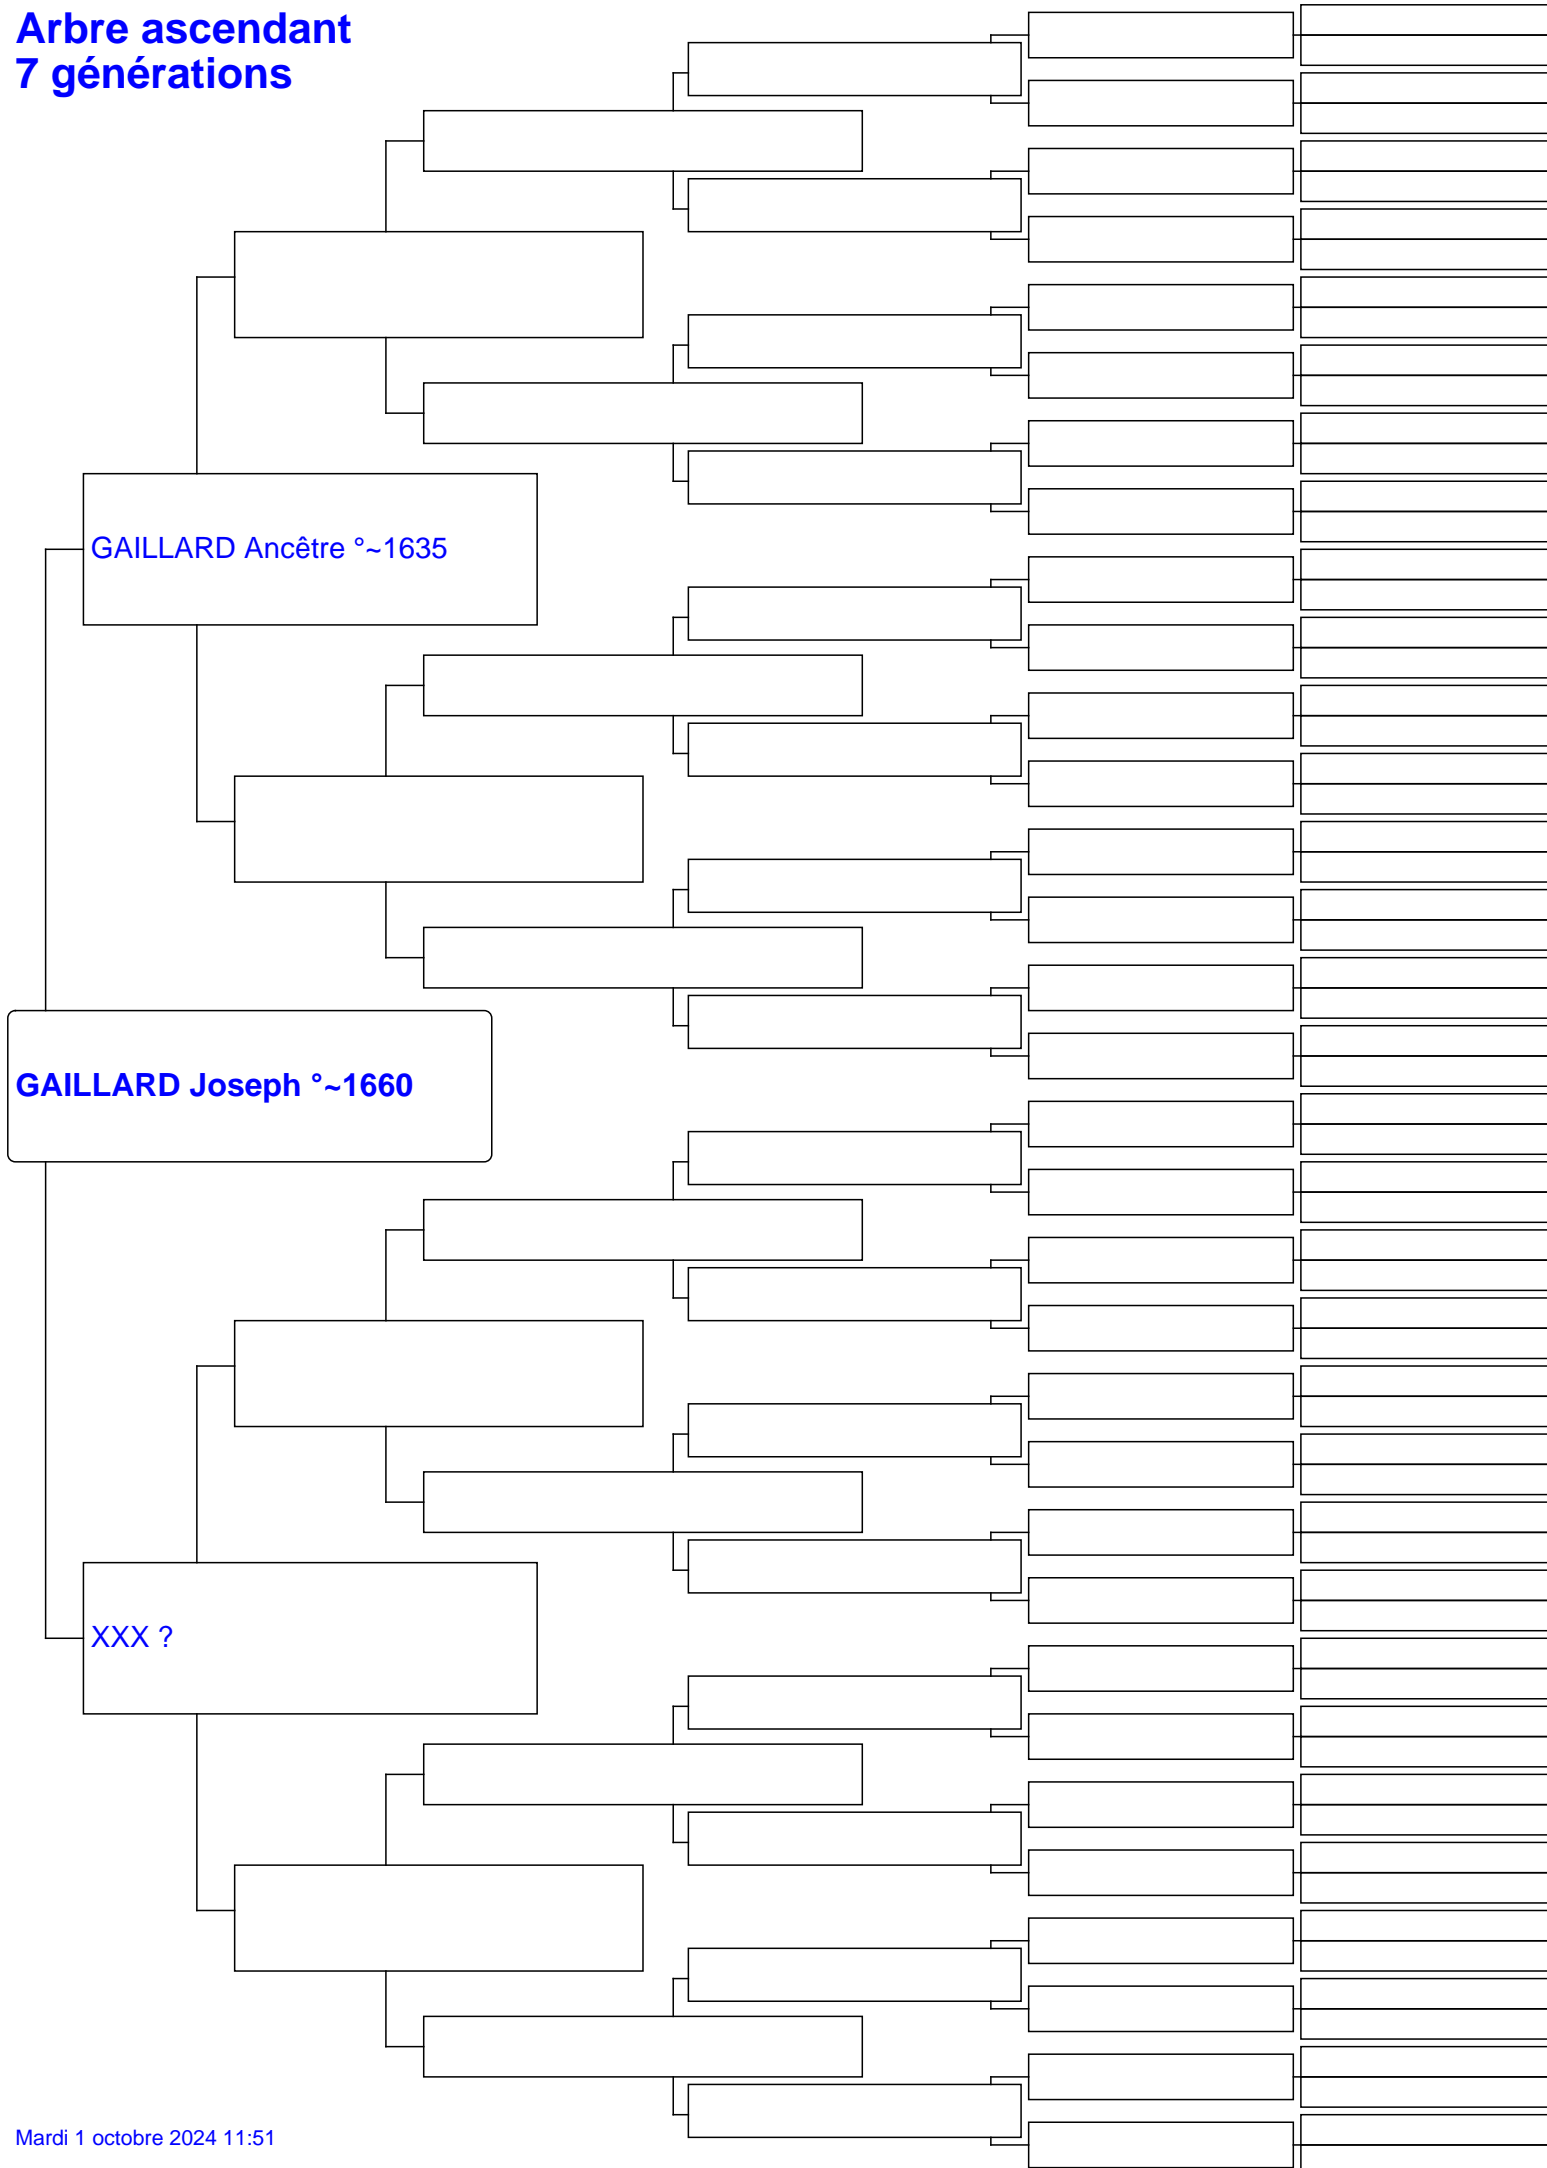 Arbre ascendant
7 générations
GAILLARD Ancêtre °~1635
GAILLARD Joseph °~1660
XXX ?
Mardi 1 octobre 2024 11:51